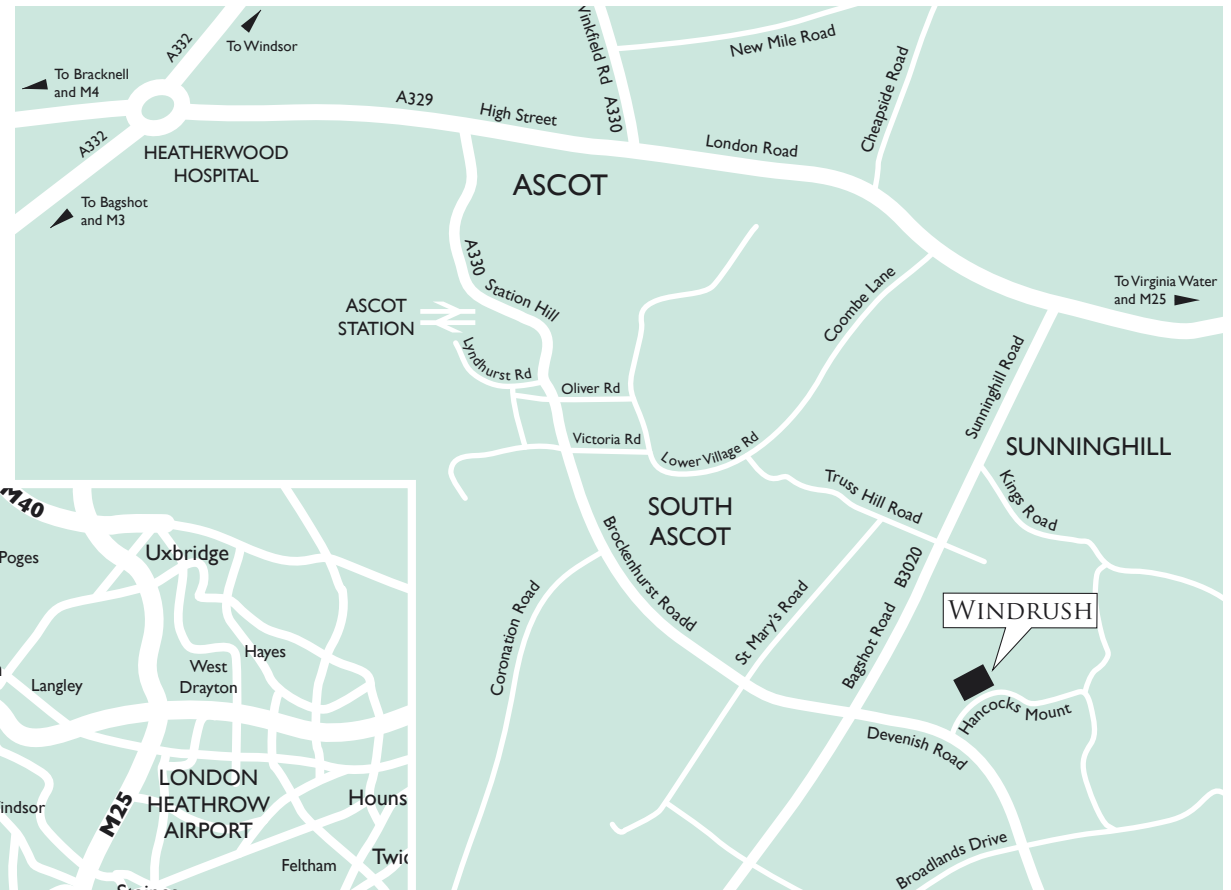 A332
To Windsor
To Bracknell
and M4
A332
HEATHERWOOD
HOSPITAL
To Bagshot
and M3
A329
High Street
Winkfield Rd A330
New Mile Road
Cheapside Road
London Road
ASCOT
A330 Station Hill
ASCOT
STATION
Lyndhurst Rd
Oliver Rd
Victoria Rd
Lower Village Rd
Coombe Lane
To Virginia Water
and M25
Sunninghill Road
SUNNINGHILL
Kings Road
Truss Hill Road
SOUTH
ASCOT
Brockenhurst Roadd
Coronation Road
St Mary's Road
Bagshot Road B3020
WINDRUSH
Hancocks Mount
Devenish Road
Broadlands Drive
M40
Poges
Uxbridge
Hayes
West
Drayton
Langley
LONDON
HEATHROW
AIRPORT
M25
indsor
Houns
Feltham
Twic
Staines